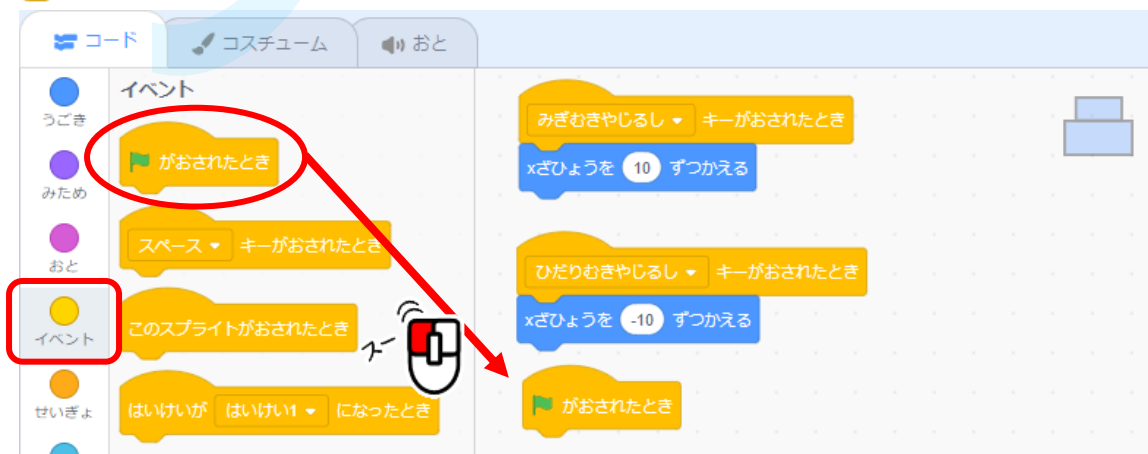 コード
コスチューム
おと
イベント
うごき
みため
おと
イベント
せいぎょ
がおされたとき
スペース キーがおされたとき
このスプライトがおされたとき
はいけいが はいけい1 になったとき
スー
みぎむきやじるし キーがおされたとき
xざひょうを 10 ずつかえる
ひだりむきやじるし キーがおされたとき
xざひょうを -10 ずつかえる
がおされたとき